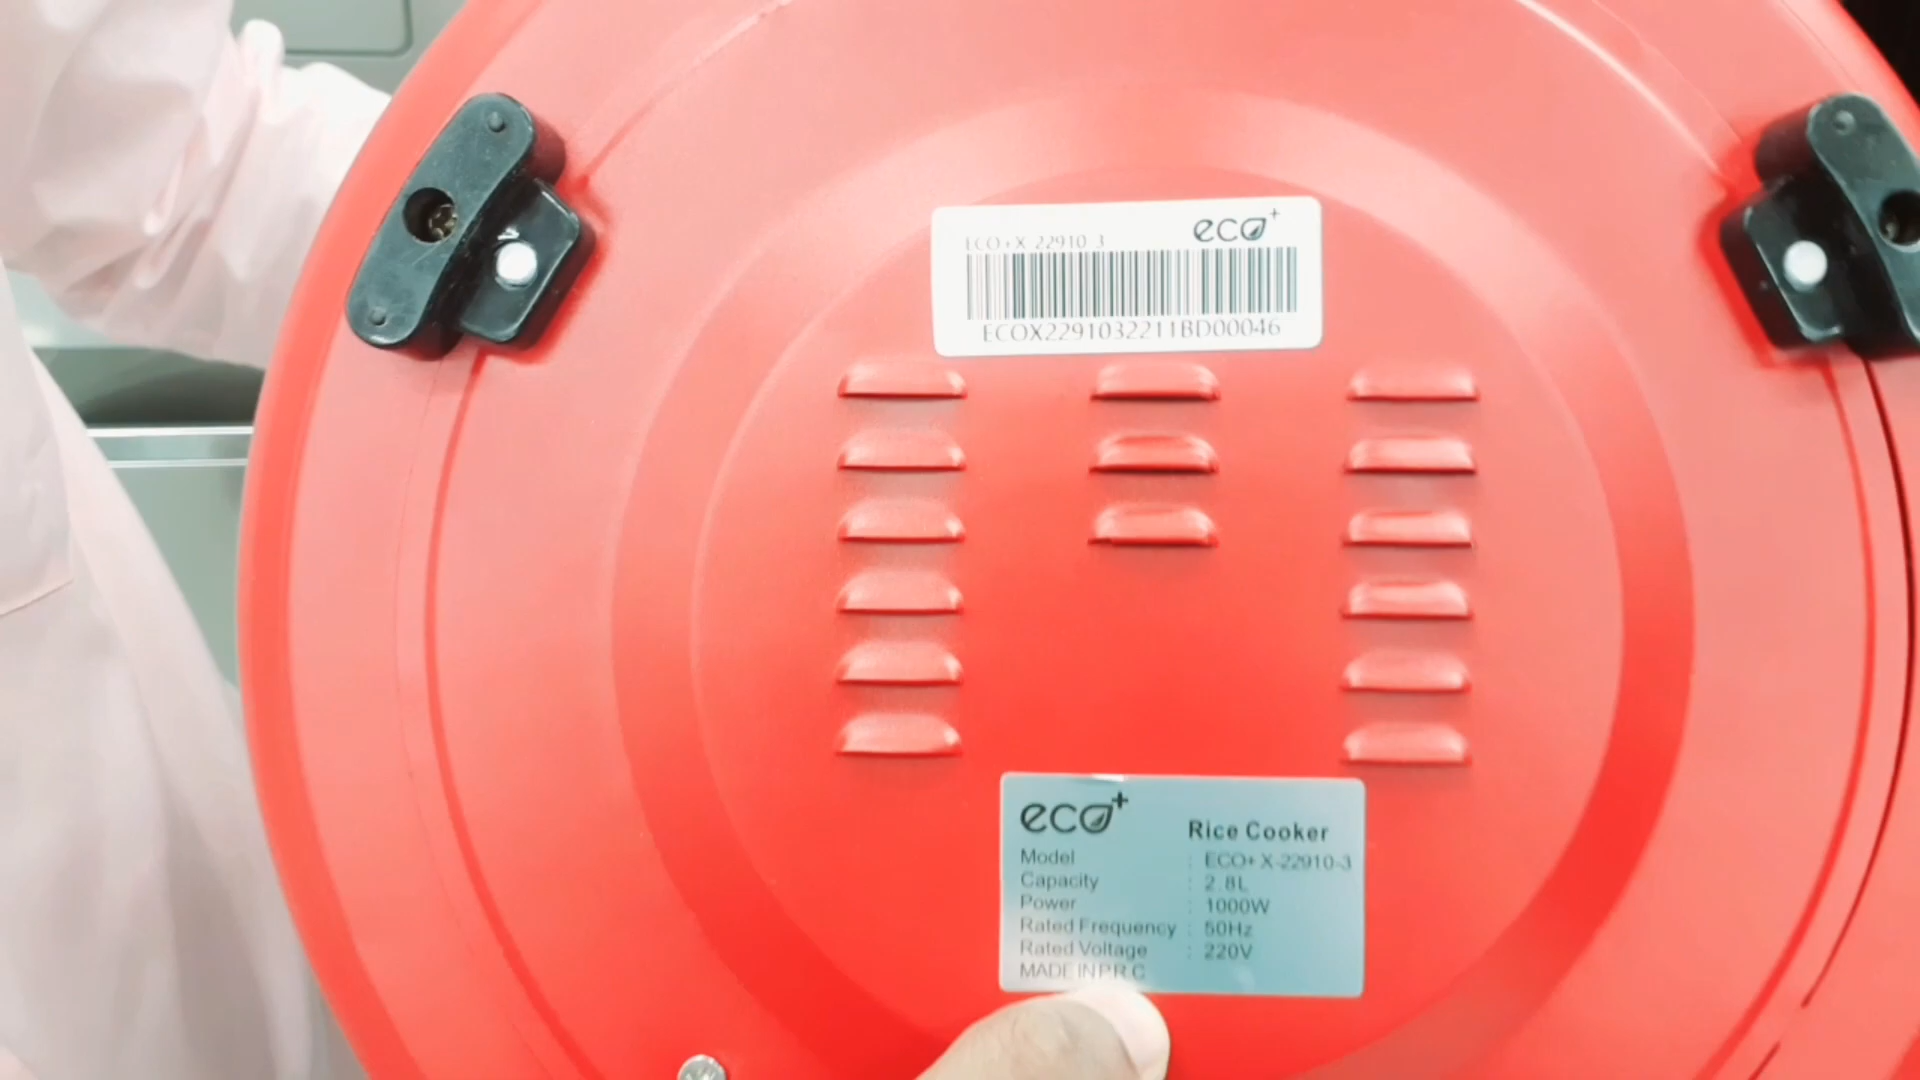 ECO+X-22910-3 eco+
ECOX2291032211BD00046
eco+
Rice Cooker
Model : ECO+ X-22910-3
Capacity : 2.8L
Power : 1000W
Rated Frequency : 50Hz
Rated Voltage : 220V
MADE IN P.R.C